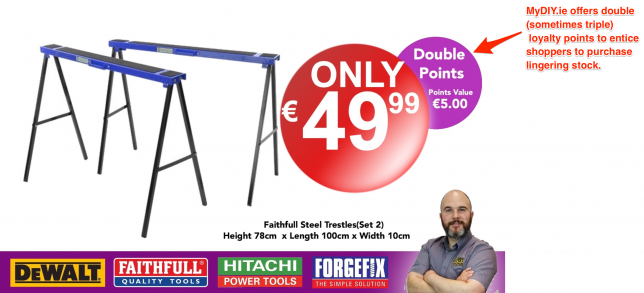 MyDIY.ie offers double
(sometimes triple)
loyalty points to entice
shoppers to purchase
lingering stock.
Double
Points
Points Value
€5.00
ONLY
€49.99
Faithfull Steel Trestles(Set 2)
Height 78cm x Length 100cm x Width 10cm
DEWALT
FAITHFULL
QUALITY TOOLS
HITACHI
POWER TOOLS
FORGEFIX
THE SIMPLE SOLUTION